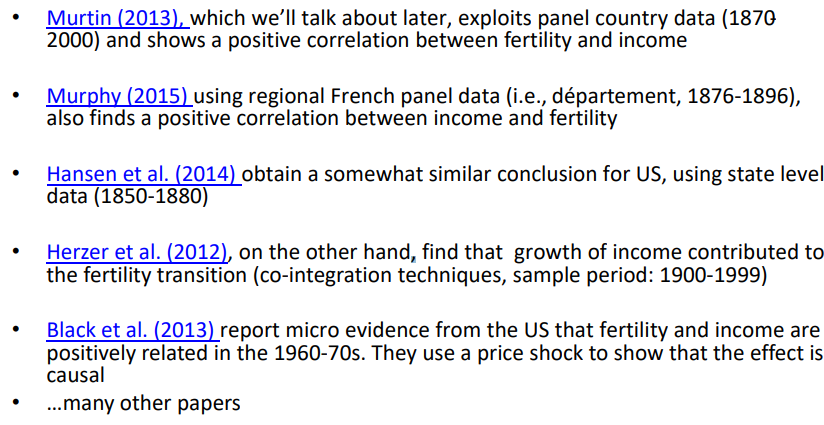 • Murtin (2013), which we'll talk about later, exploits panel country data (1870-
2000) and shows a positive correlation between fertility and income
• Murphy (2015) using regional French panel data (i.e., département, 1876-1896),
also finds a positive correlation between income and fertility
• Hansen et al. (2014) obtain a somewhat similar conclusion for US, using state level
data (1850-1880)
• Herzer et al. (2012), on the other hand, find that growth of income contributed to
the fertility transition (co-integration techniques, sample period: 1900-1999)
• Black et al. (2013) report micro evidence from the US that fertility and income are
positively related in the 1960-70s. They use a price shock to show that the effect is
causal
• …many other papers